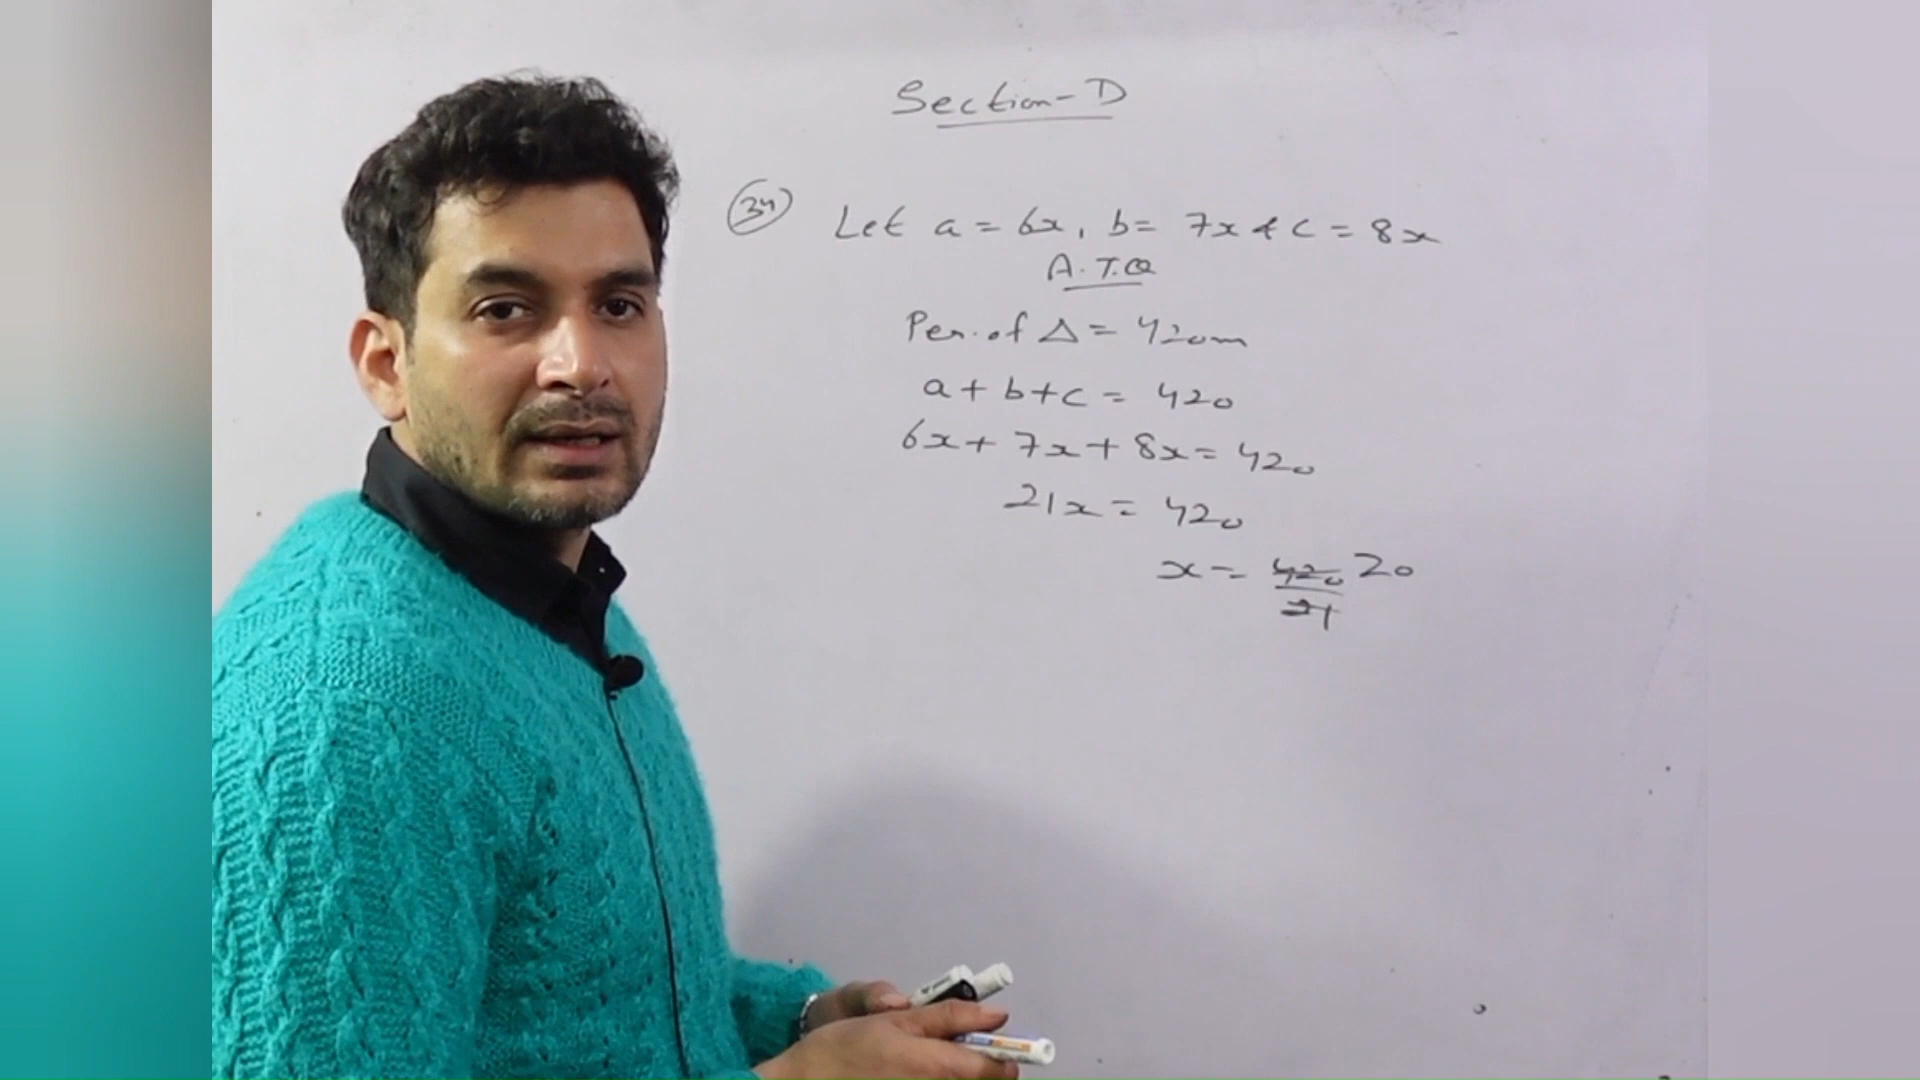 Section-D
34 Let a = 6x, b = 7x & c = 8x
A.T.Q
Per. of Δ = 420m
a + b + c = 420
6x + 7x + 8x = 420
21x = 420
x = 420/21 20